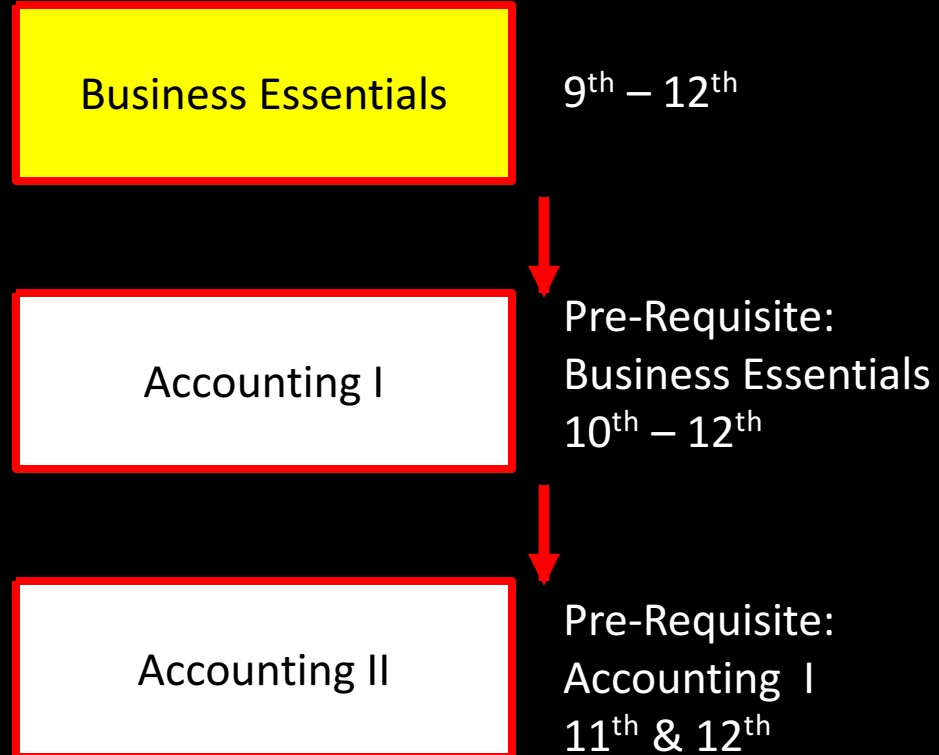 Business Essentials
9th – 12th
Accounting I
Pre-Requisite:
Business Essentials
10th – 12th
Accounting II
Pre-Requisite:
Accounting I
11th & 12th